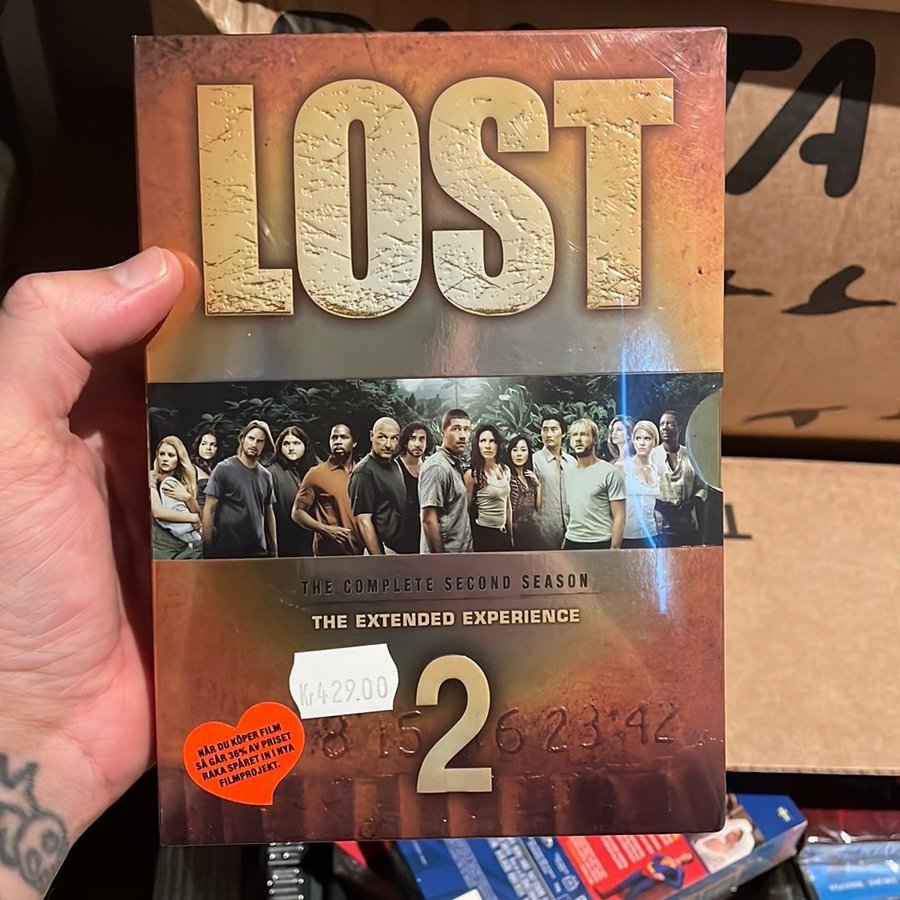 LOST
THE COMPLETE SECOND SEASON
THE EXTENDED EXPERIENCE
Kr429.00
2
8 15 16 23 42
NÄR DU KÖPER FILM
SÅ GÅR 36% AV PRISET
RAKA SPÅRET IN I NYA
FILMPROJEKT.